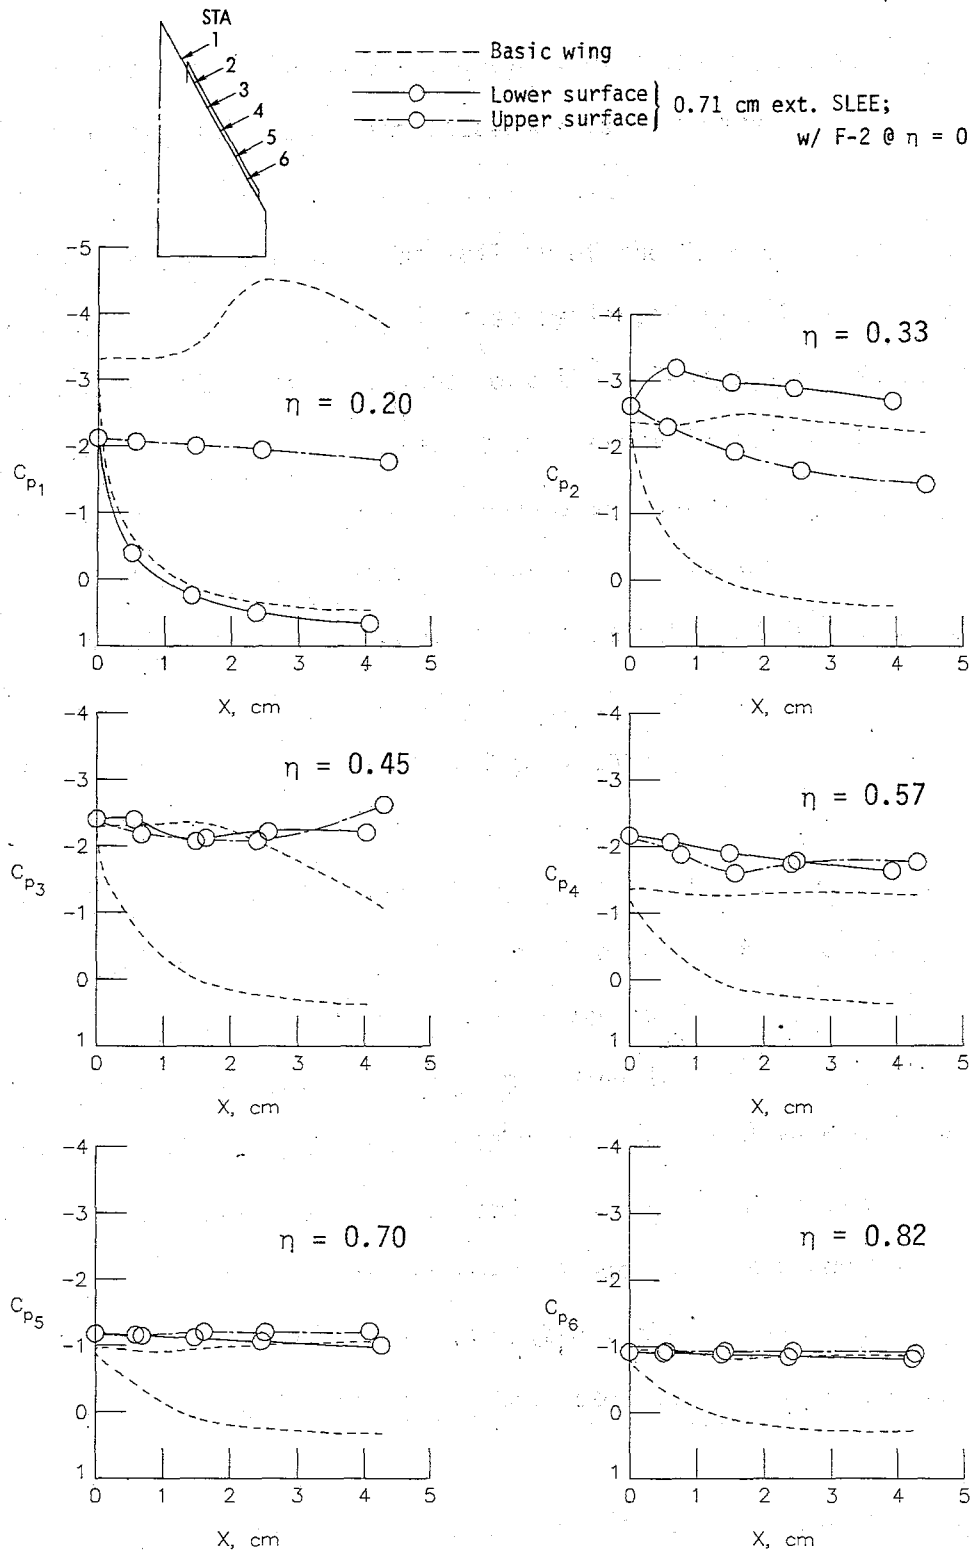 STA
1
2
3
4
5
6
Basic wing
Lower surface
Upper surface
0.71 cm ext. SLEE;
w/ F-2 @ η = 0
-5
-4
-3
-2
-1
0
1
Cp1
η = 0.20
0 1 2 3 4 5
X, cm
-4
-3
-2
-1
0
1
Cp2
η = 0.33
0 1 2 3 4 5
X, cm
-4
-3
-2
-1
0
1
Cp3
η = 0.45
0 1 2 3 4 5
X, cm
-4
-3
-2
-1
0
1
Cp4
η = 0.57
0 1 2 3 4 5
X, cm
-4
-3
-2
-1
0
1
Cp5
η = 0.70
0 1 2 3 4 5
X, cm
-4
-3
-2
-1
0
1
Cp6
η = 0.82
0 1 2 3 4 5
X, cm